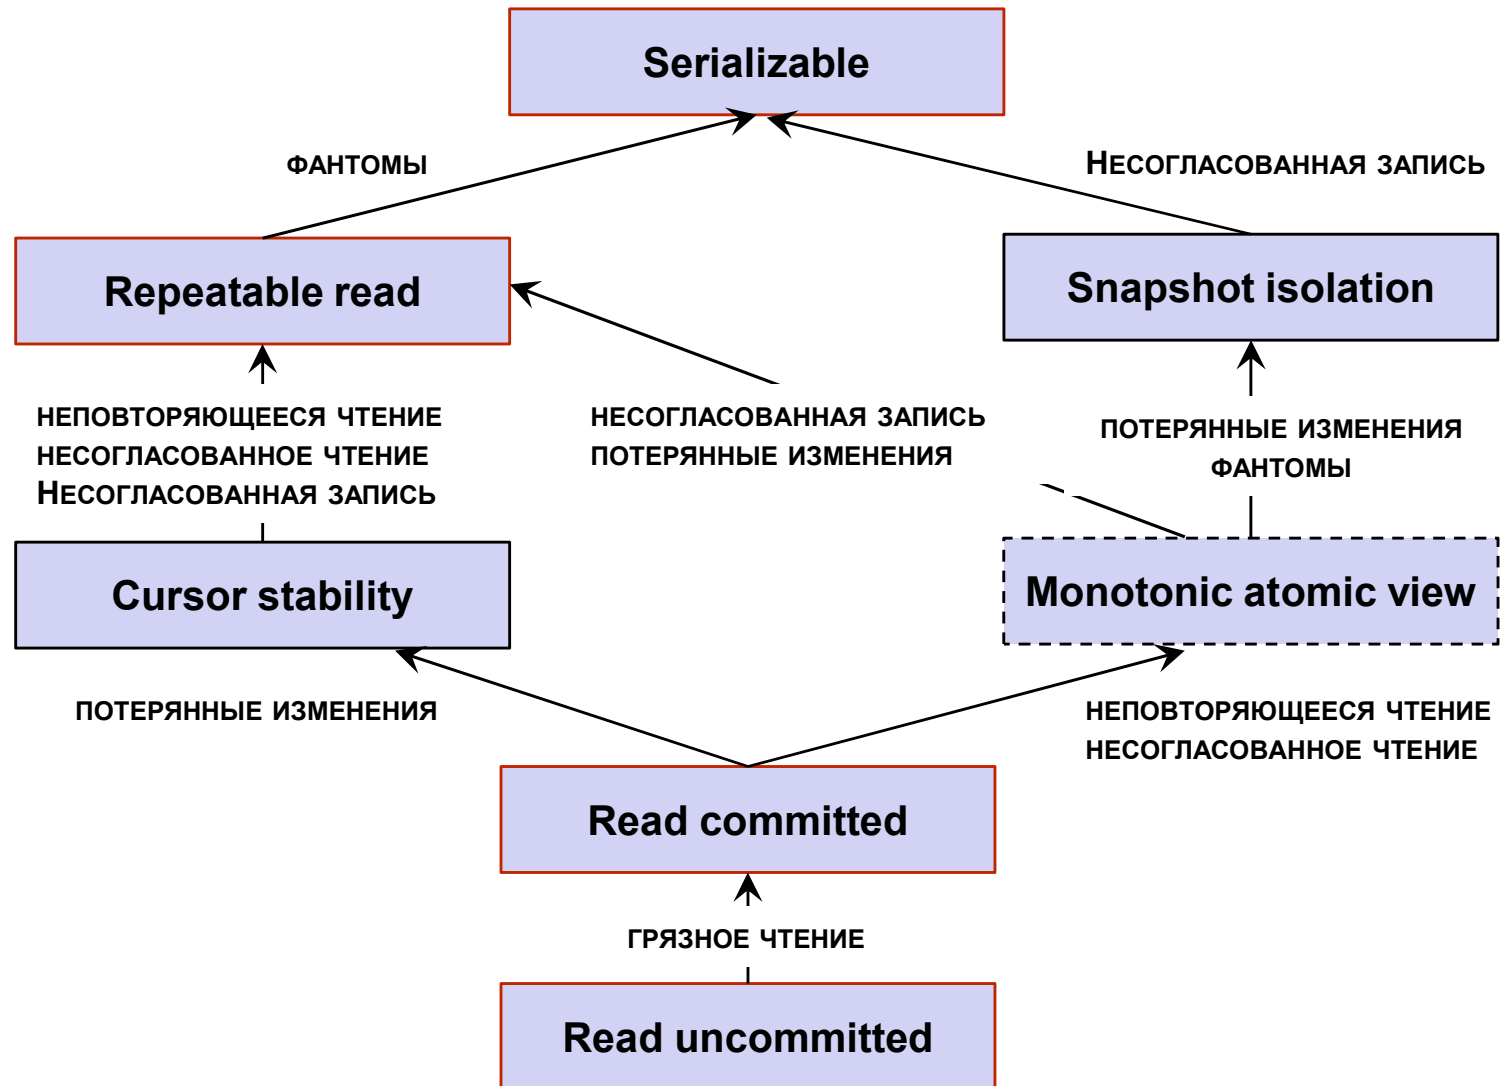 Serializable
ФАНТОМЫ
НЕСОГЛАСОВАННАЯ ЗАПИСЬ
Repeatable read
Snapshot isolation
НЕПОВТОРЯЮЩЕЕСЯ ЧТЕНИЕ
НЕСОГЛАСОВАННОЕ ЧТЕНИЕ
НЕСОГЛАСОВАННАЯ ЗАПИСЬ
НЕСОГЛАСОВАННАЯ ЗАПИСЬ
ПОТЕРЯННЫЕ ИЗМЕНЕНИЯ
ПОТЕРЯННЫЕ ИЗМЕНЕНИЯ
ФАНТОМЫ
Cursor stability
Monotonic atomic view
ПОТЕРЯННЫЕ ИЗМЕНЕНИЯ
НЕПОВТОРЯЮЩЕЕСЯ ЧТЕНИЕ
НЕСОГЛАСОВАННОЕ ЧТЕНИЕ
Read committed
ГРЯЗНОЕ ЧТЕНИЕ
Read uncommitted